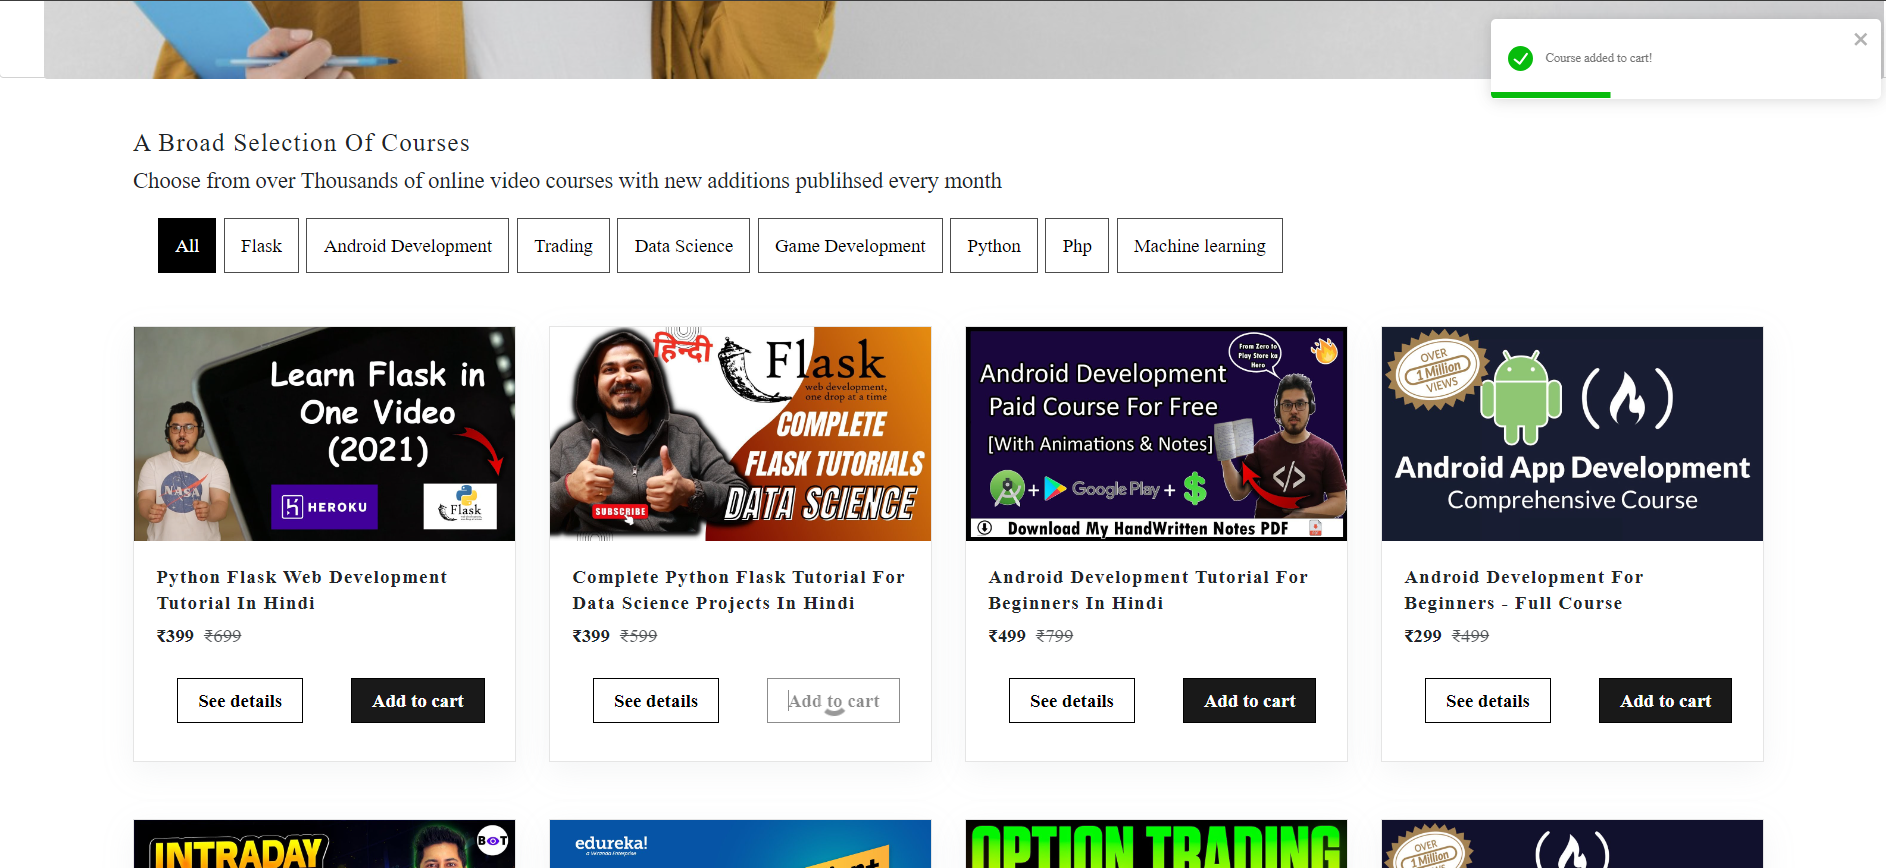 Course added to cart!
A Broad Selection Of Courses
Choose from over Thousands of online video courses with new additions publihsed every month
All
Flask
Android Development
Trading
Data Science
Game Development
Python
Php
Machine learning
Learn Flask in
One Video
(2021)
NASA
HEROKU
Flask
Python Flask Web Development
Tutorial In Hindi
₹399 ₹699
See details
Add to cart
हिन्दी
Flask
web development,
one drop at a time
COMPLETE
FLASK TUTORIALS
DATA SCIENCE
SUBSCRIBE
Complete Python Flask Tutorial For
Data Science Projects In Hindi
₹399 ₹599
See details
Add to cart
From Zero to
Play Store ka
Hero
Android Development
Paid Course For Free
[With Animations & Notes]
</>
+ Google Play + $
Download My HandWritten Notes PDF
Android Development Tutorial For
Beginners In Hindi
₹499 ₹799
See details
Add to cart
OVER
1 Million
VIEWS
Android App Development
Comprehensive Course
Android Development For
Beginners - Full Course
₹299 ₹499
See details
Add to cart
INTRADAY
BOT
edureka!
a Veranda Enterprise
OPTION TRADING
OVER
1 Million